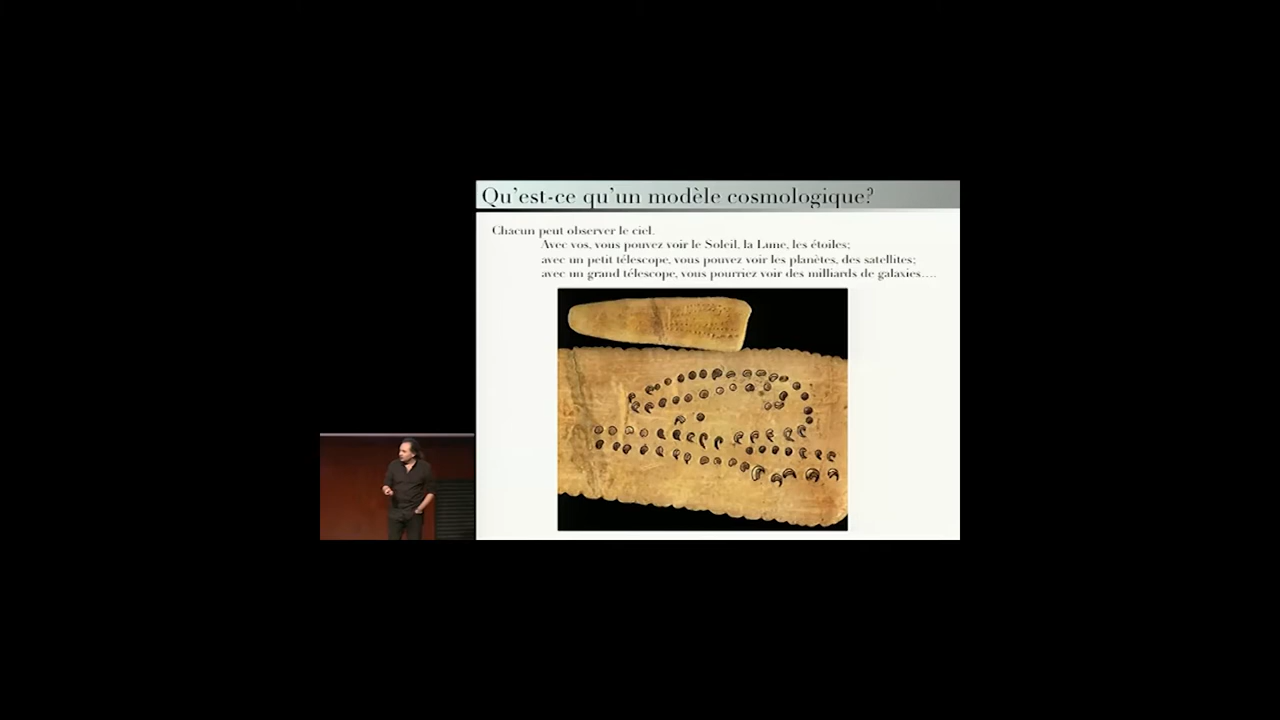 Qu'est-ce qu'un modèle cosmologique?
Chacun peut observer le ciel.
Avec vos, vous pouvez voir le Soleil, la Lune, les étoiles;
avec un petit télescope, vous pouvez voir les planètes, des satellites;
avec un grand télescope, vous pourriez voir des milliards de galaxies....